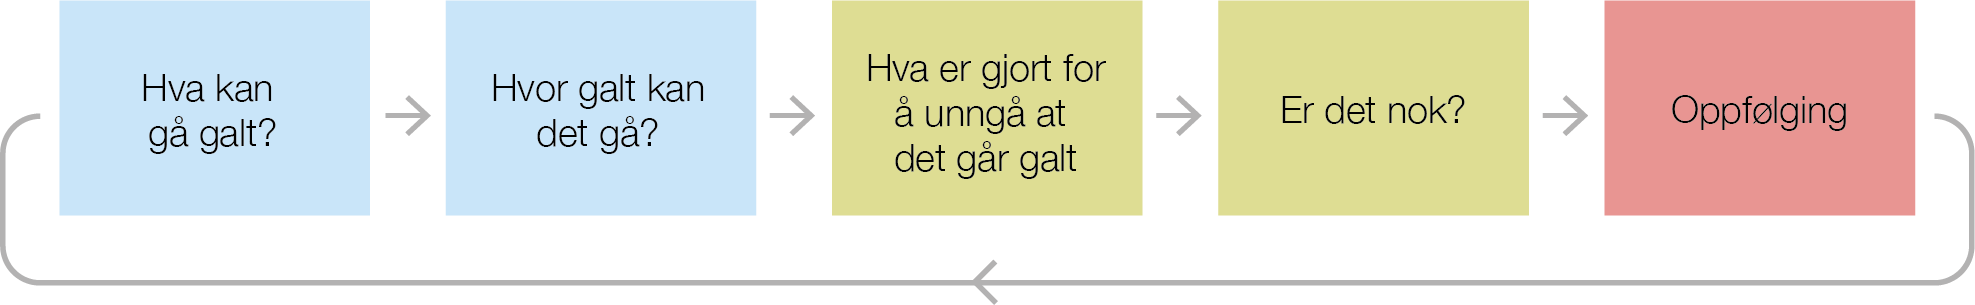 Hva kan
gå galt?
Hvor galt kan
det gå?
Hva er gjort for
å unngå at
det går galt
Er det nok?
Oppfølging